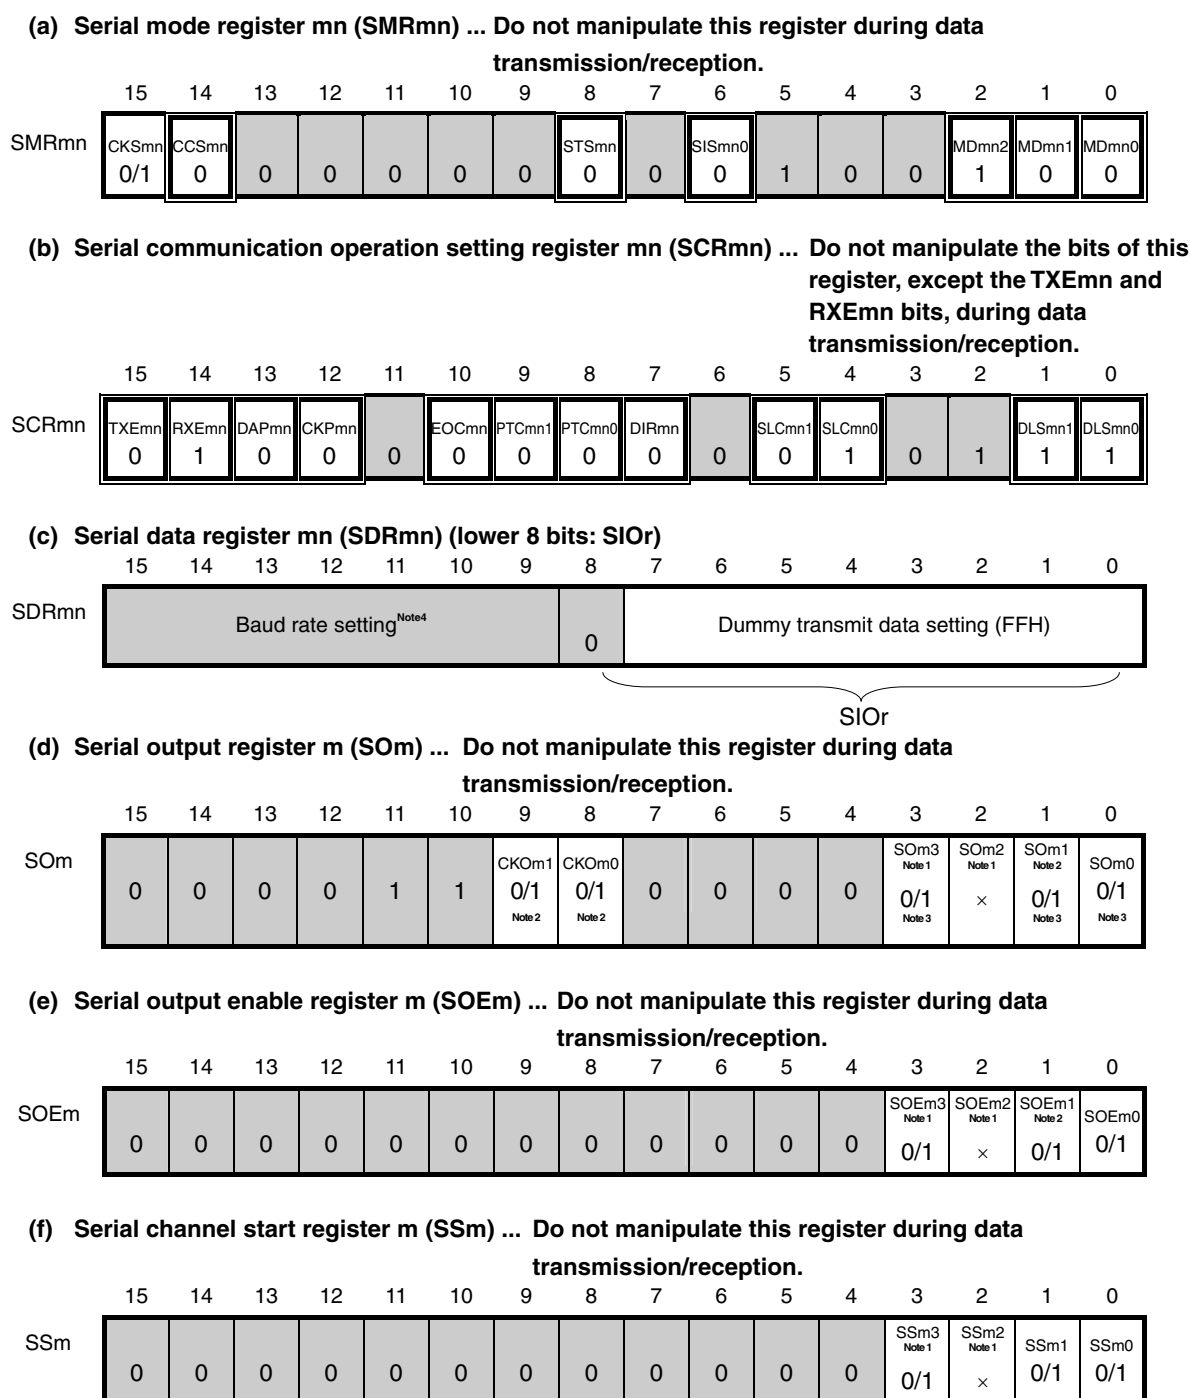 (a) Serial mode register mn (SMRmn) ... Do not manipulate this register during data
transmission/reception.
15 14 13 12 11 10 9 8 7 6 5 4 3 2 1 0
SMRmn
CKSmn CCSmn STSmn SISmn0 MDmn2 MDmn1 MDmn0
0/1 0 0 0 0 0 0 0 0 0 1 0 0 1 0 0
(b) Serial communication operation setting register mn (SCRmn) ... Do not manipulate the bits of this
register, except the TXEmn and
RXEmn bits, during data
transmission/reception.
15 14 13 12 11 10 9 8 7 6 5 4 3 2 1 0
SCRmn
TXEmn RXEmn DAPmn CKPmn EOCmn PTCmn1 PTCmn0 DIRmn SLCmn1 SLCmn0 DLSmn1 DLSmn0
0 1 0 0 0 0 0 0 0 0 0 1 0 1 1 1
(c) Serial data register mn (SDRmn) (lower 8 bits: SIOr)
15 14 13 12 11 10 9 8 7 6 5 4 3 2 1 0
SDRmn
Baud rate setting Note4 0 Dummy transmit data setting (FFH)
SIOr
(d) Serial output register m (SOm) ... Do not manipulate this register during data
transmission/reception.
15 14 13 12 11 10 9 8 7 6 5 4 3 2 1 0
SOm
CKOm1 CKOm0 SOm3 SOm2 SOm1 SOm0
Note 1 Note 1 Note 2
0 0 0 0 1 1 0/1 0/1 0 0 0 0 0/1 × 0/1 0/1
Note 2 Note 2 Note 3 Note 3 Note 3
(e) Serial output enable register m (SOEm) ... Do not manipulate this register during data
transmission/reception.
15 14 13 12 11 10 9 8 7 6 5 4 3 2 1 0
SOEm
SOEm3 SOEm2 SOEm1 SOEm0
Note 1 Note 1 Note 2
0 0 0 0 0 0 0 0 0 0 0 0 0/1 × 0/1 0/1
(f) Serial channel start register m (SSm) ... Do not manipulate this register during data
transmission/reception.
15 14 13 12 11 10 9 8 7 6 5 4 3 2 1 0
SSm
SSm3 SSm2 SSm1 SSm0
Note 1 Note 1
0 0 0 0 0 0 0 0 0 0 0 0 0/1 × 0/1 0/1